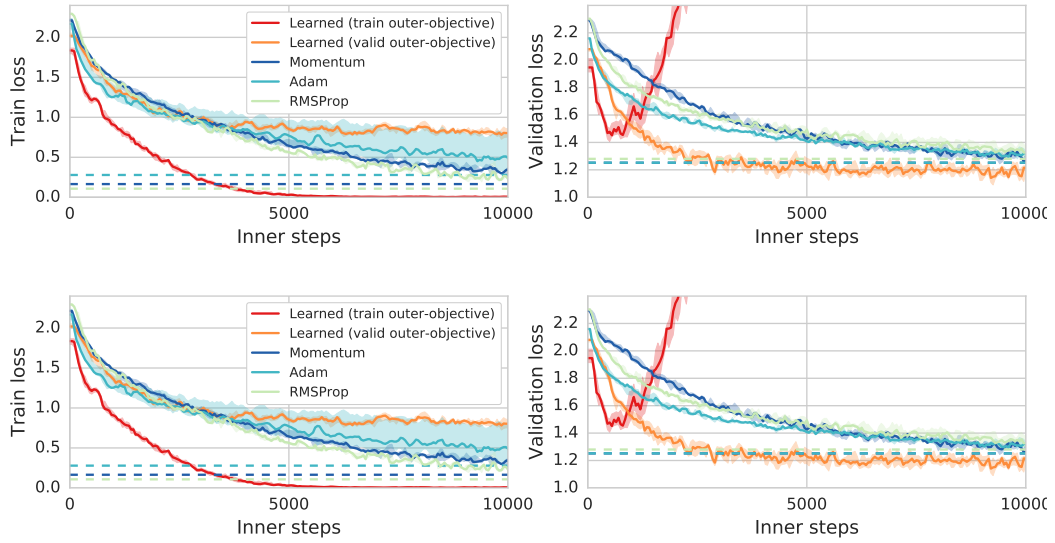 Train loss
2.0
1.5
1.0
0.5
0.0
0
5000
10000
Inner steps
Learned (train outer-objective)
Learned (valid outer-objective)
Momentum
Adam
RMSProp
Validation loss
2.2
2.0
1.8
1.6
1.4
1.2
1.0
0
5000
10000
Inner steps
Train loss
2.0
1.5
1.0
0.5
0.0
0
5000
10000
Inner steps
Learned (train outer-objective)
Learned (valid outer-objective)
Momentum
Adam
RMSProp
Validation loss
2.2
2.0
1.8
1.6
1.4
1.2
1.0
0
5000
10000
Inner steps